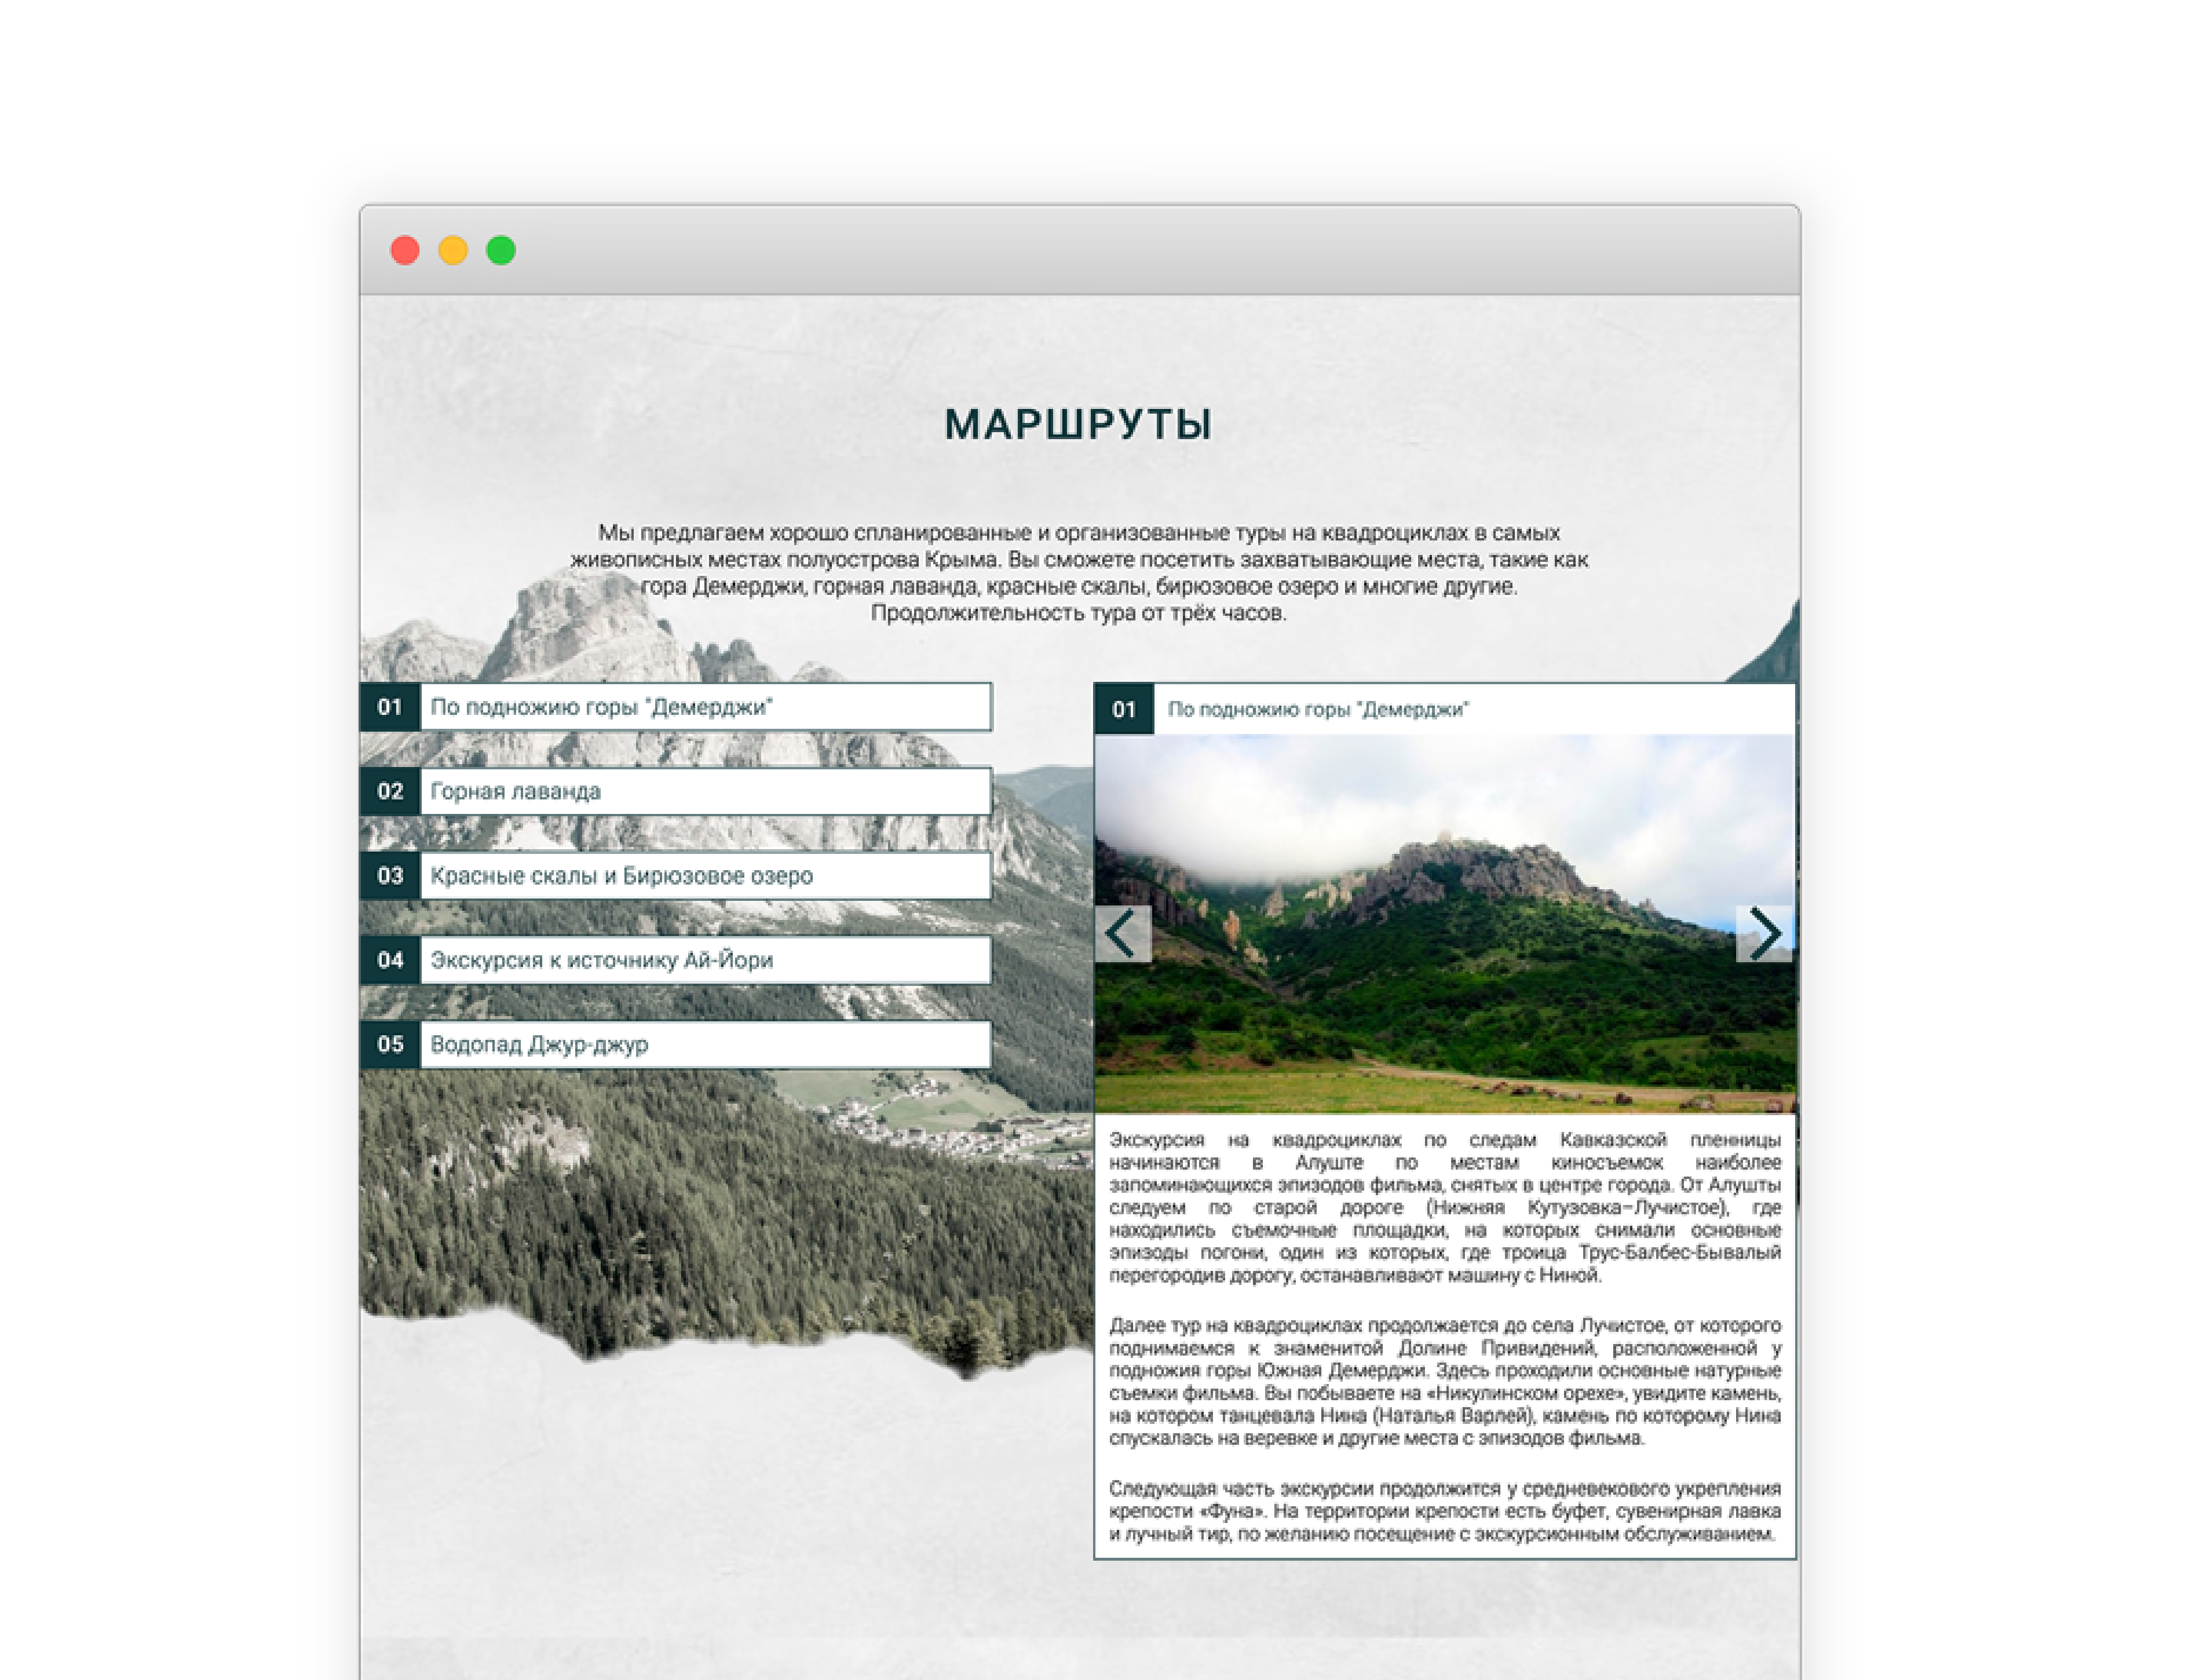 МАРШРУТЫ
Мы предлагаем хорошо спланированные и организованные туры на квадроциклах в самых
живописных местах полуострова Крыма. Вы сможете посетить захватывающие места, такие как
гора Демерджи, горная лаванда, красные скалы, бирюзовое озеро и многие другие.
Продолжительность тура от трёх часов.
01 По подножию горы "Демерджи"
02 Горная лаванда
03 Красные скалы и Бирюзовое озеро
04 Экскурсия к источнику Ай-Йори
05 Водопад Джур-джур
01 По подножию горы "Демерджи"
Экскурсия на квадроциклах по следам Кавказской пленницы
начинаются в Алуште по местам киносъемок наиболее
запоминающихся эпизодов фильма, снятых в центре города. От Алушты
следуем по старой дороге (Нижняя Кутузовка–Лучистое), где
находились съемочные площадки, на которых снимали основные
эпизоды погони, один из которых, где троица Трус-Балбес-Бывалый
перегородив дорогу, останавливают машину с Ниной.
Далее тур на квадроциклах продолжается до села Лучистое, от которого
поднимаемся к знаменитой Долине Привидений, расположенной у
подножия горы Южная Демерджи. Здесь проходили основные натурные
съемки фильма. Вы побываете на «Никулинском орехе», увидите камень,
на котором танцевала Нина (Наталья Варлей), камень по которому Нина
спускалась на веревке и другие места с эпизодов фильма.
Следующая часть экскурсии продолжится у средневекового укрепления
крепости «Фуна». На территории крепости есть буфет, сувенирная лавка
и лучный тир, по желанию посещение с экскурсионным обслуживанием.